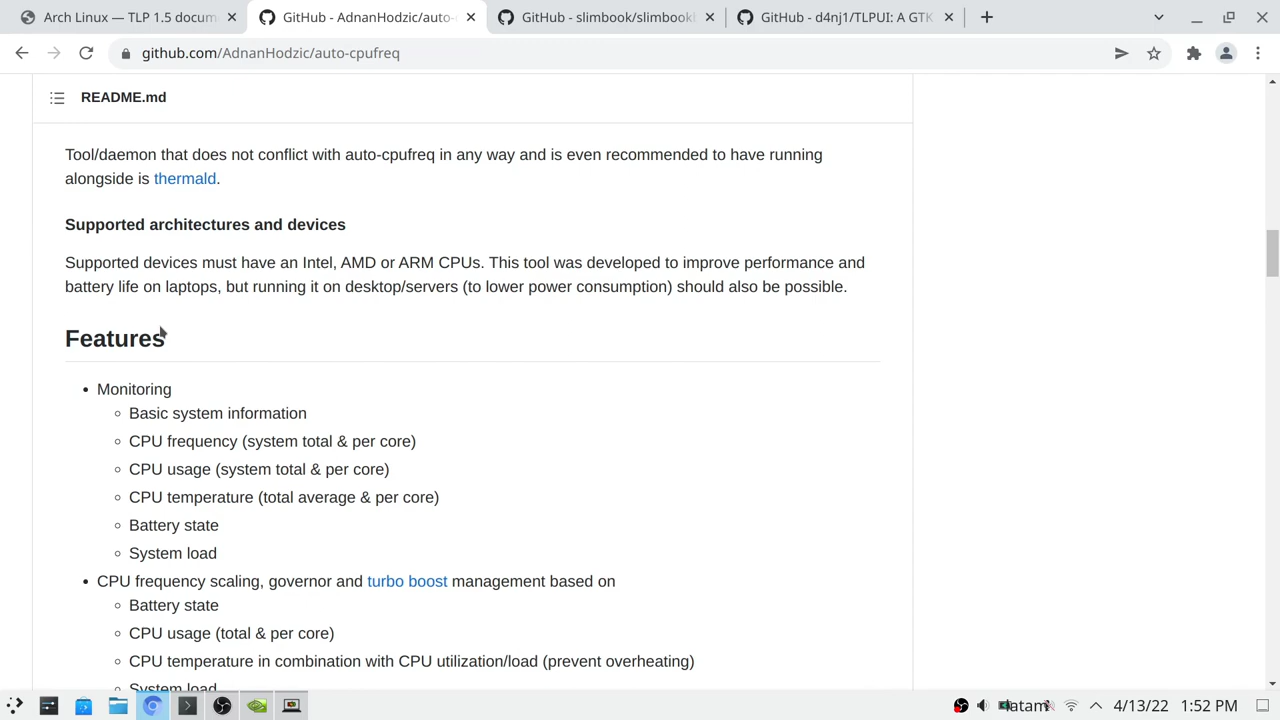 Arch Linux — TLP 1.5 docum
GitHub - AdnanHodzic/auto-
GitHub - slimbook/slimbookl
GitHub - d4nj1/TLPUI: A GTK
github.com/AdnanHodzic/auto-cpufreq
README.md
Tool/daemon that does not conflict with auto-cpufreq in any way and is even recommended to have running
alongside is thermald.
Supported architectures and devices
Supported devices must have an Intel, AMD or ARM CPUs. This tool was developed to improve performance and
battery life on laptops, but running it on desktop/servers (to lower power consumption) should also be possible.
Features
Monitoring
Basic system information
CPU frequency (system total & per core)
CPU usage (system total & per core)
CPU temperature (total average & per core)
Battery state
System load
CPU frequency scaling, governor and turbo boost management based on
Battery state
CPU usage (total & per core)
CPU temperature in combination with CPU utilization/load (prevent overheating)
System load
latam
4/13/22
1:52 PM